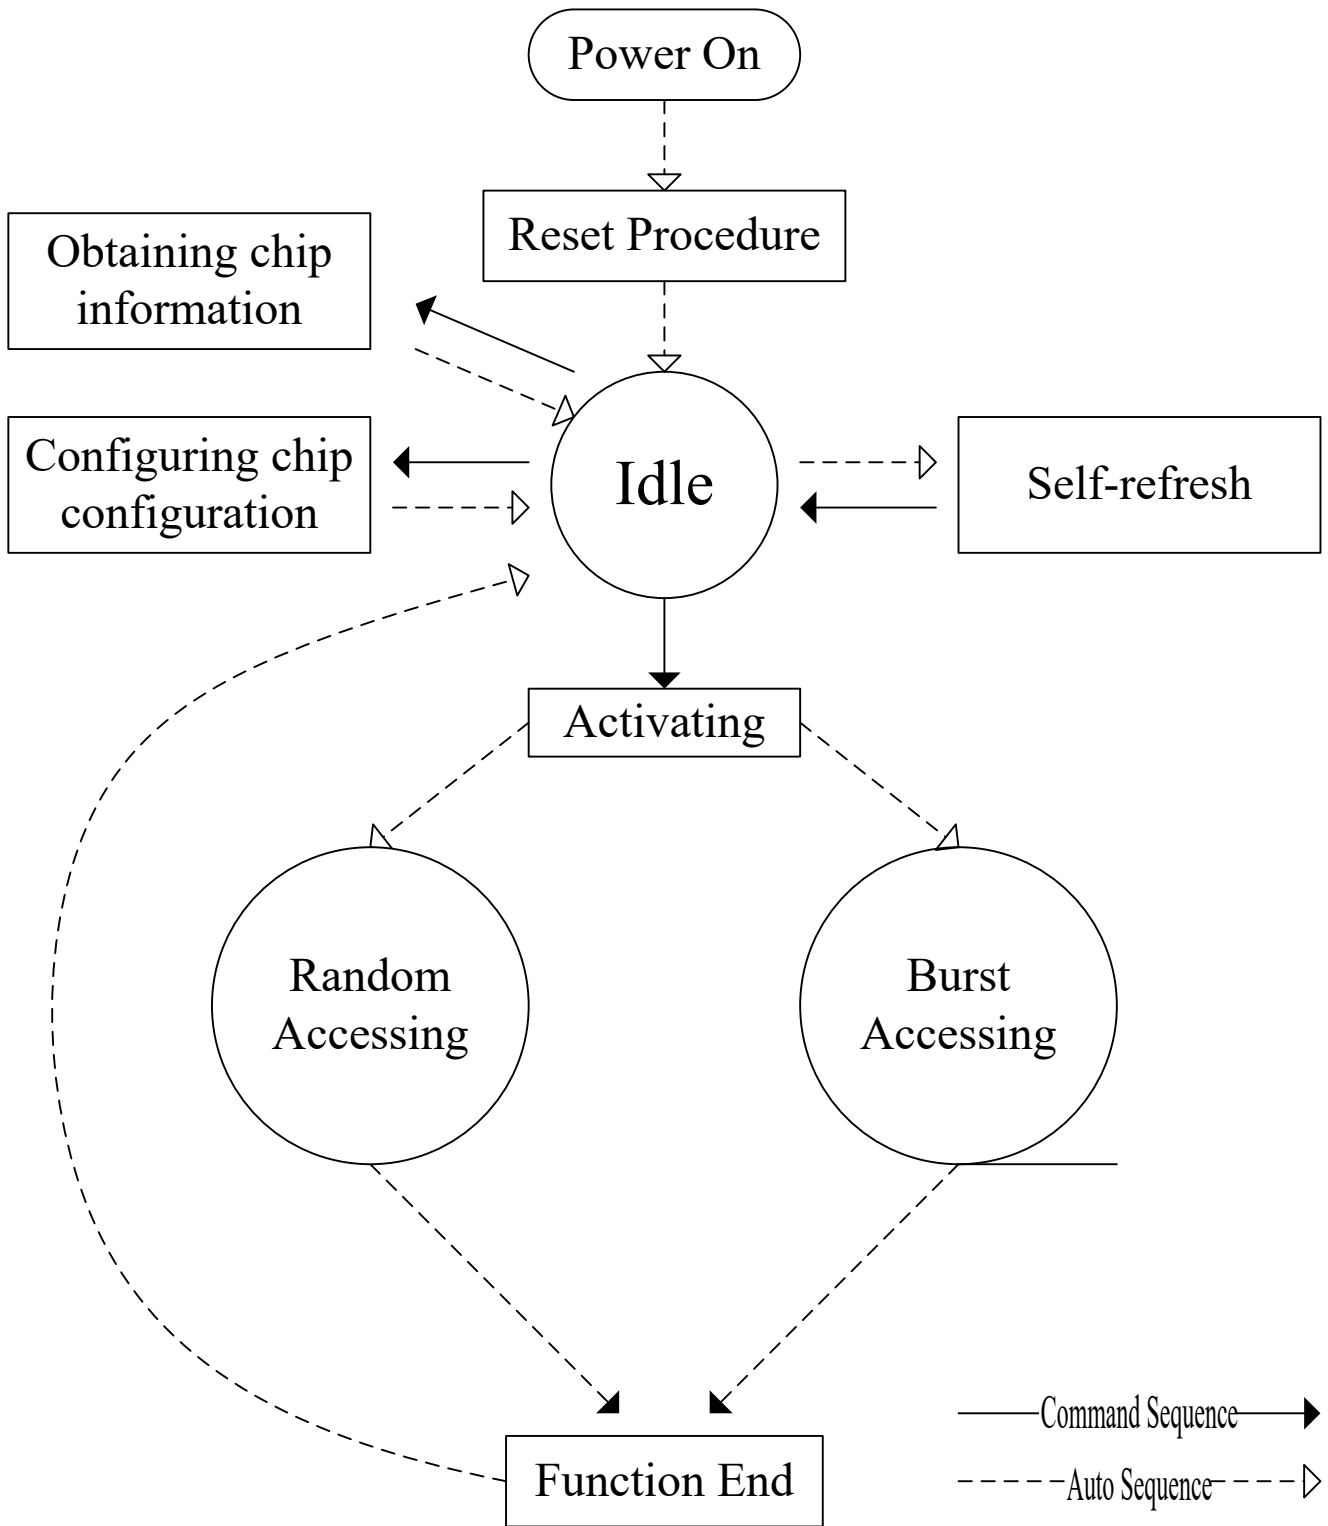 Power On
Reset Procedure
Obtaining chip
information
Configuring chip
configuration
Idle
Self-refresh
Activating
Random
Accessing
Burst
Accessing
Function End
Command Sequence
Auto Sequence